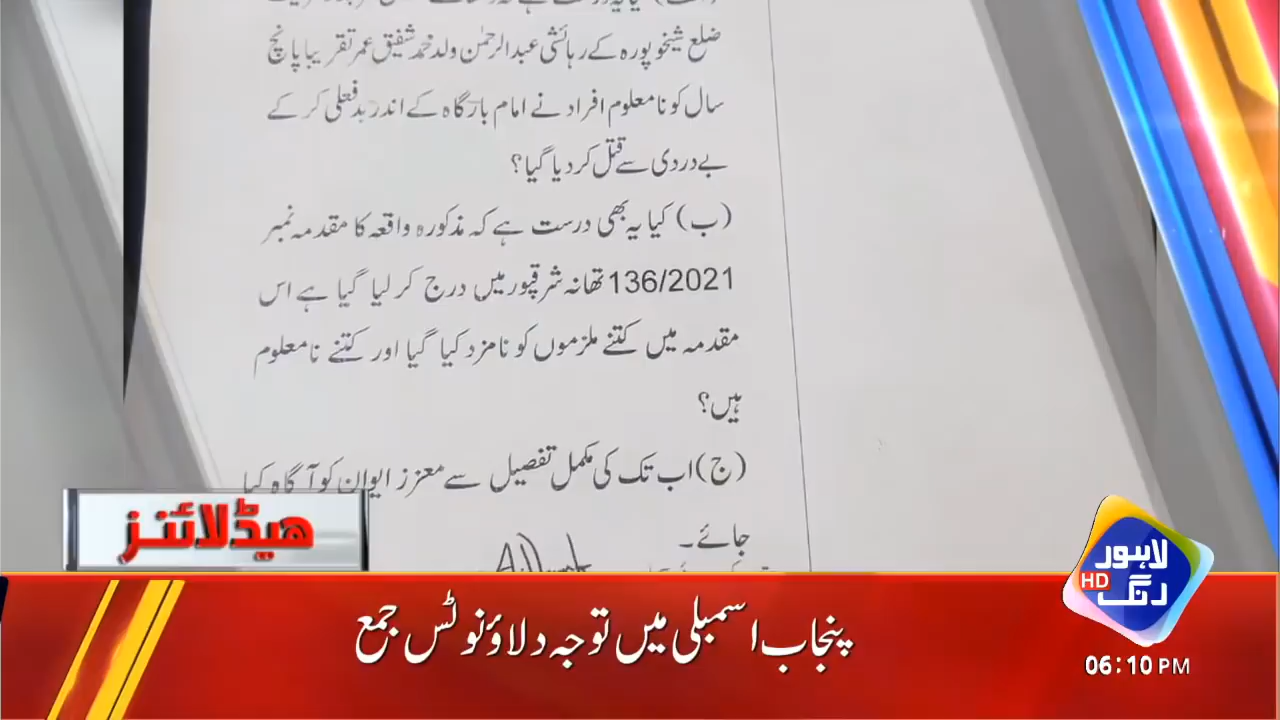 ضلع شیخوپورہ کے رہائشی عبدالرحمٰن ولد محمد شفیق عمر تقریبا پانچ
سال کو نامعلوم افراد نے امام بارگاہ کے اندر بدفعلی کر کے
بے دردی سے قتل کر دیا گیا؟
(ب) کیا یہ بھی درست ہے کہ مذکورہ واقعہ کا مقدمہ نمبر
136/2021 تھانہ شرقپور میں درج کر لیا گیا ہے اس
مقدمہ میں کتنے ملزموں کو نامزد کیا گیا اور کتنے نامعلوم
ہیں؟
(ج) اب تک کی مکمل تفصیل سے معزز ایوان کو آگاہ کیا
جائے۔
ہیڈلائنز
لاہور
HD رنگ
پنجاب اسمبلی میں توجہ دلاؤ نوٹس جمع
06:10 PM